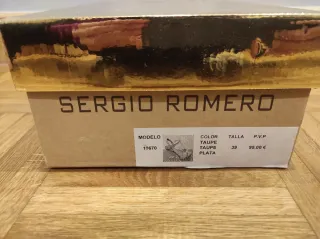 SERGIO ROMERO
MODELO COLOR TALLA P.V.P
TAUPE
TAUPE 39
PLATA